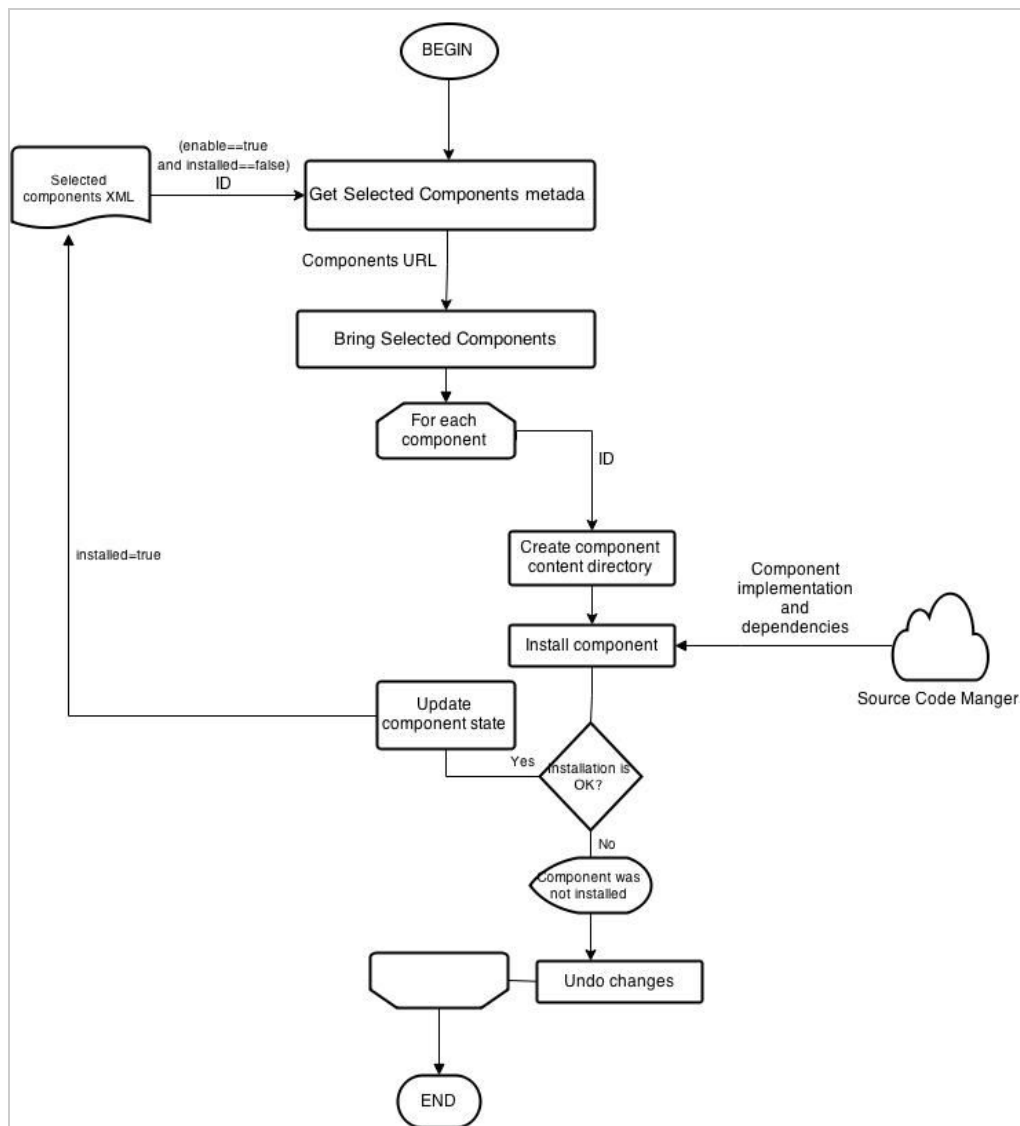 BEGIN
(enable==true
and installed==false)
ID
Selected
components XML
Get Selected Components metada
Components URL
Bring Selected Components
For each
component
ID
Create component
content directory
installed=true
Component
implementation
and
dependencies
Install component
Source Code Manger
Update
component state
Yes
Installation is
OK?
No
Component was
not installed
Undo changes
END